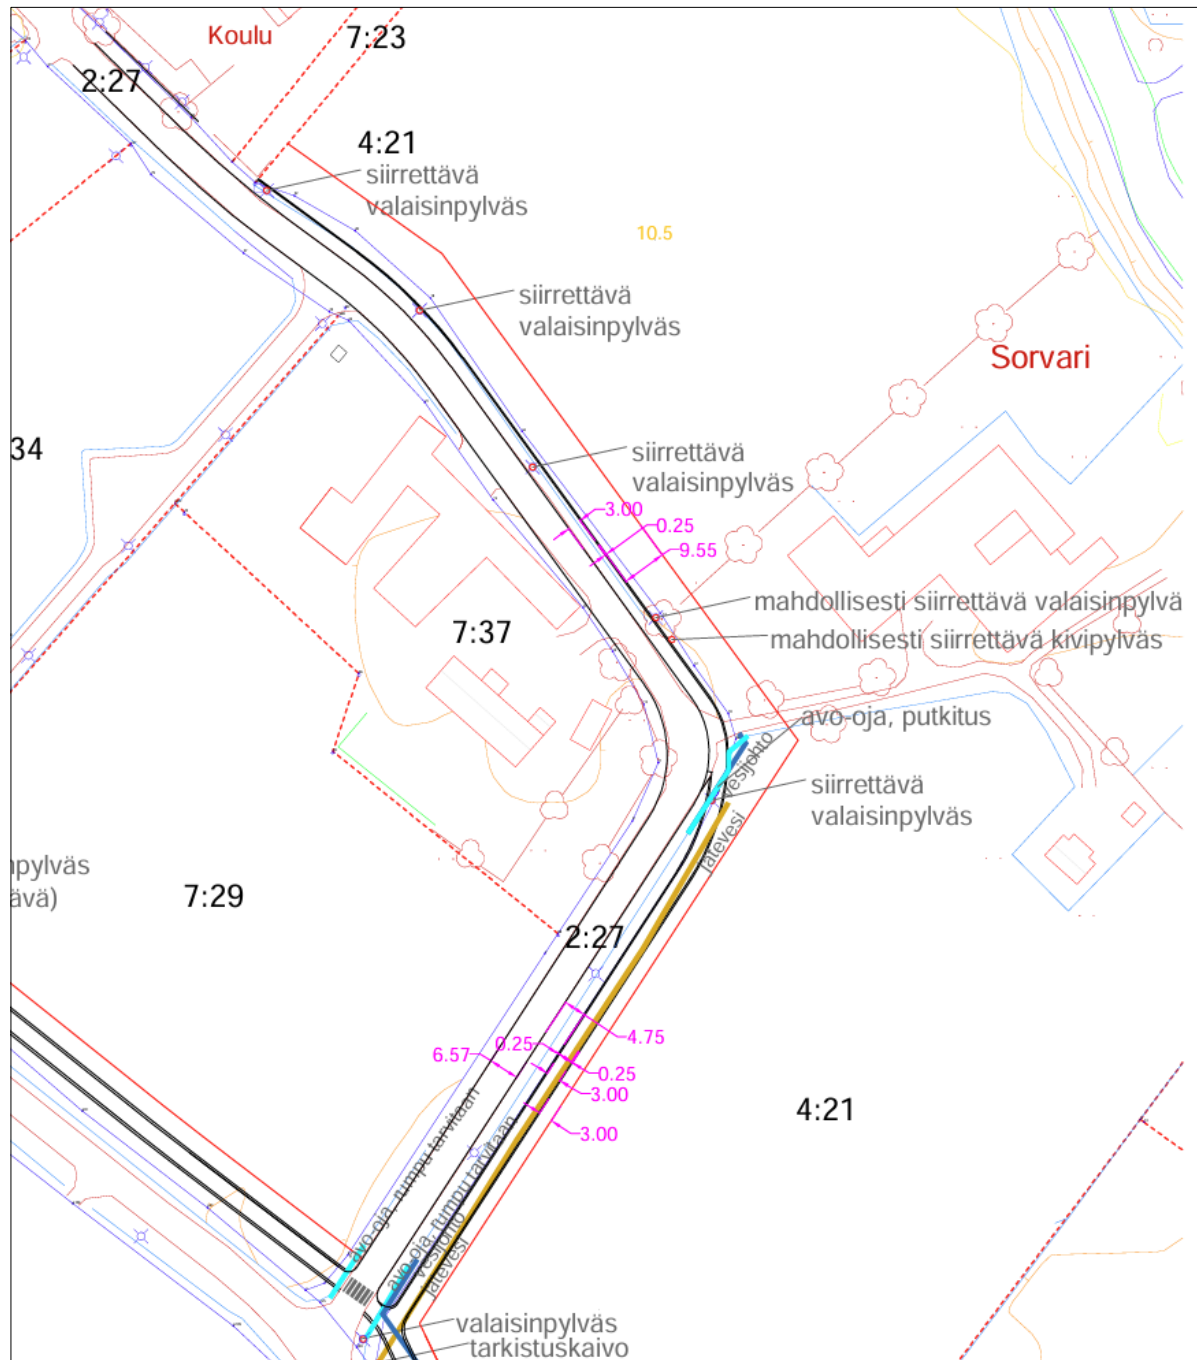 Koulu
7:23
2:27
4:21
siirrettävä
valaisinpylväs
10.5
siirrettävä
valaisinpylväs
Sorvari
34
siirrettävä
valaisinpylväs
3.00
0.25
9.55
mahdollisesti siirrettävä valaisinpylvä
mahdollisesti siirrettävä kivipylväs
7:37
avo-oja, putkitus
vesijohto
siirrettävä
valaisinpylväs
jätevesi
npylväs
ävä)
7:29
2:27
4.75
0.25
6.57
0.25
3.00
3.00
4:21
avo-oja, rumpu tarvitaan
avo-oja, rumpu tarvitaan
vesijohto
jätevesi
valaisinpylväs
tarkistuskaivo